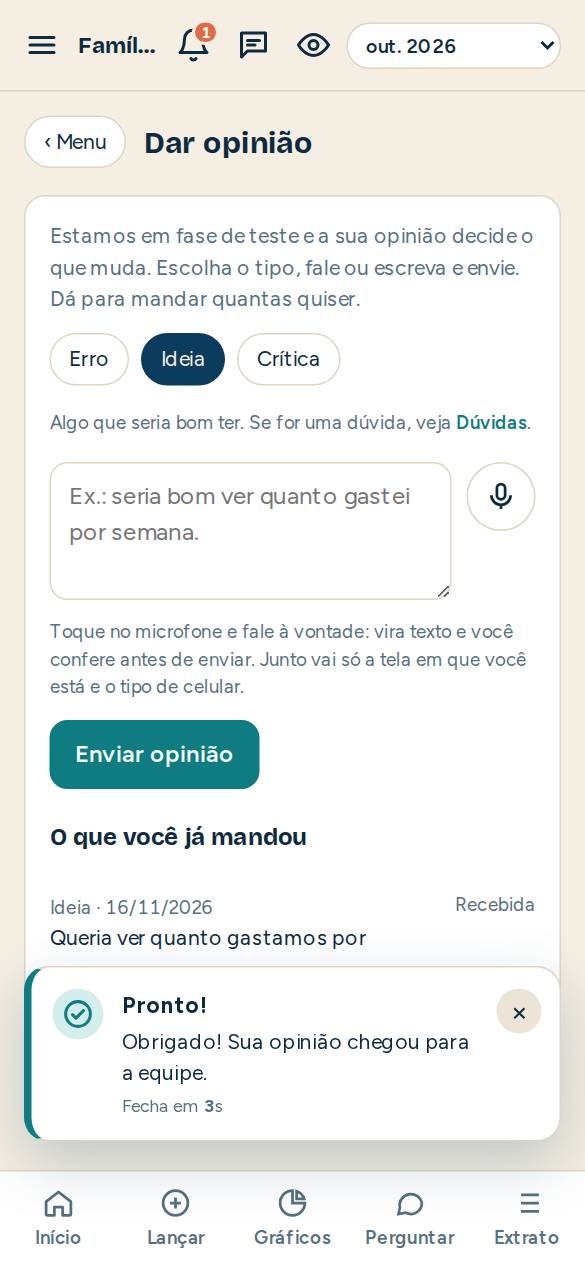 Famíl...
1
out. 2026
‹ Menu
Dar opinião
Estamos em fase de teste e a sua opinião decide o
que muda. Escolha o tipo, fale ou escreva e envie.
Dá para mandar quantas quiser.
Erro
Ideia
Crítica
Algo que seria bom ter. Se for uma dúvida, veja Dúvidas.
Ex.: seria bom ver quanto gastei
por semana.
Toque no microfone e fale à vontade: vira texto e você
confere antes de enviar. Junto vai só a tela em que você
está e o tipo de celular.
Enviar opinião
O que você já mandou
Ideia · 16/11/2026
Recebida
Queria ver quanto gastamos por
Pronto!
Obrigado! Sua opinião chegou para
a equipe.
Fecha em 3s
Início
Lançar
Gráficos
Perguntar
Extrato